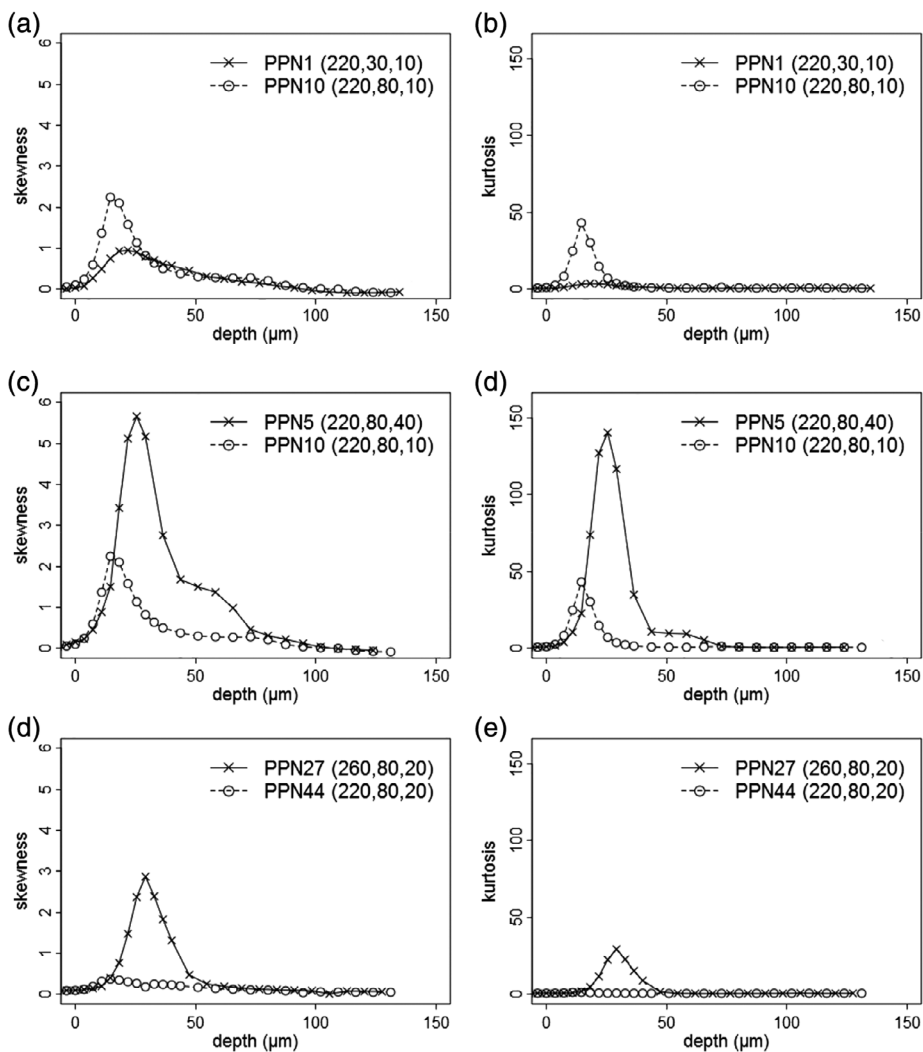 (a)
6
5
4
3
2
1
0
skewness
PPN1 (220,30,10)
PPN10 (220,80,10)
0 50 100 150
depth (µm)
(b)
150
100
50
0
kurtosis
PPN1 (220,30,10)
PPN10 (220,80,10)
0 50 100 150
depth (µm)
(c)
6
5
4
3
2
1
0
skewness
PPN5 (220,80,40)
PPN10 (220,80,10)
0 50 100 150
depth (µm)
(d)
150
100
50
0
kurtosis
PPN5 (220,80,40)
PPN10 (220,80,10)
0 50 100 150
depth (µm)
(d)
6
5
4
3
2
1
0
skewness
PPN27 (260,80,20)
PPN44 (220,80,20)
0 50 100 150
depth (µm)
(e)
150
100
50
0
kurtosis
PPN27 (260,80,20)
PPN44 (220,80,20)
0 50 100 150
depth (µm)